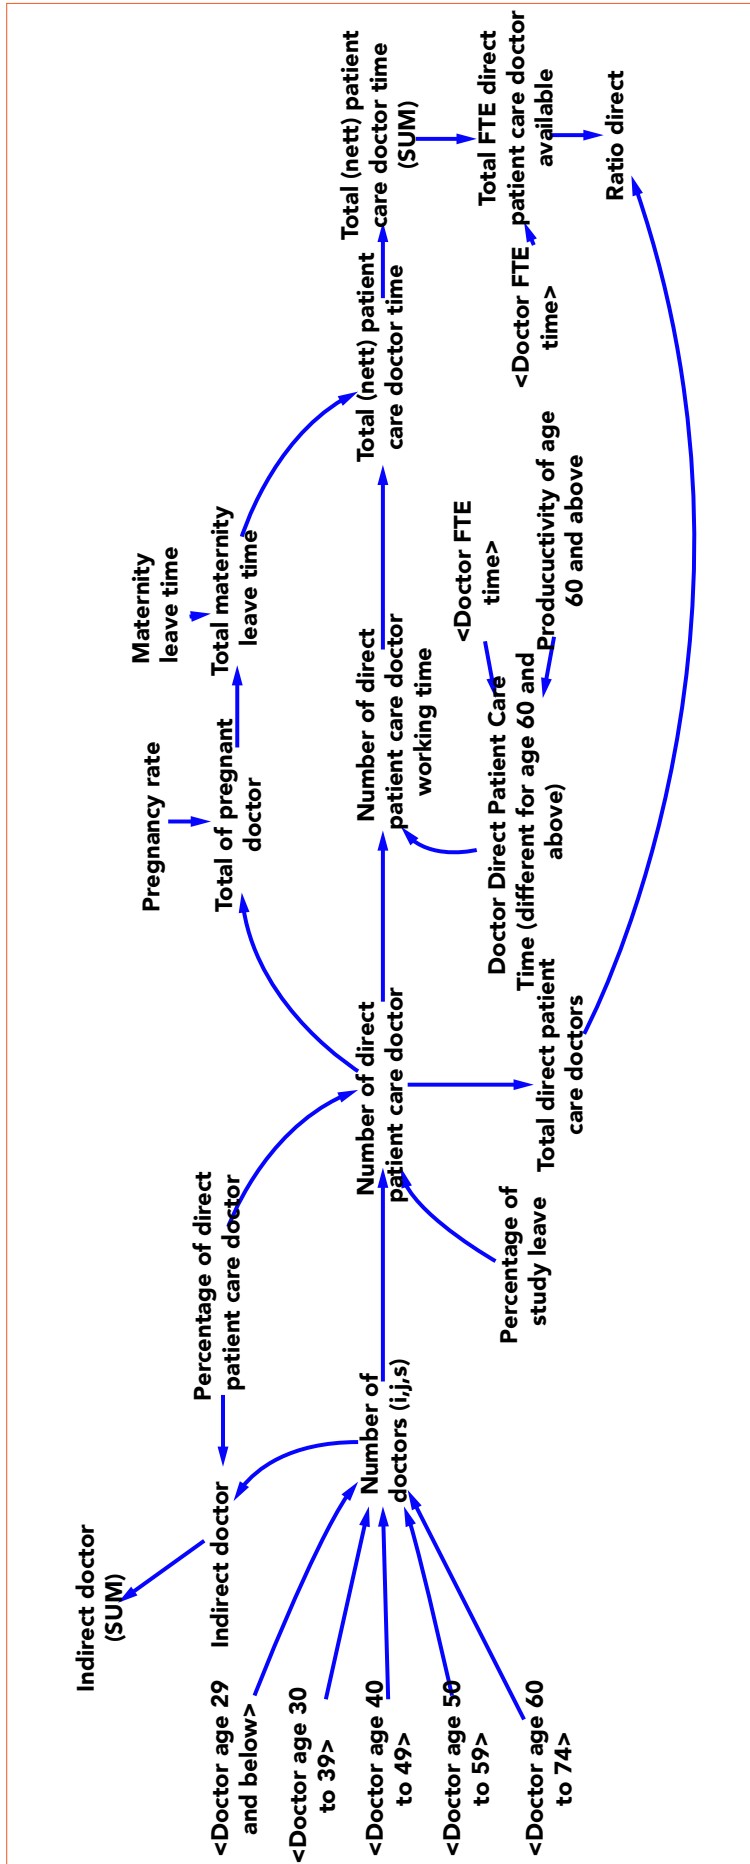 Indirect doctor
(SUM)
Indirect doctor
<Doctor age 29
and below>
<Doctor age 30
to 39>
<Doctor age 40
to 49>
<Doctor age 50
to 59>
<Doctor age 60
to 74>
Number of
doctors (i,j,s)
Percentage of direct
patient care doctor
Percentage of
study leave
Number of direct
patient care doctor
Total direct patient
care doctors
Pregnancy rate
Total of pregnant
doctor
Maternity
leave time
Total maternity
leave time
Number of direct
patient care doctor
working time
Doctor Direct Patient Care
Time (different for age 60 and
above)
<Doctor FTE
time>
Producuctivity of age
60 and above
Total (nett) patient
care doctor time
Total (nett) patient
care doctor time
(SUM)
<Doctor FTE
time>
Total FTE direct
patient care doctor
available
Ratio direct